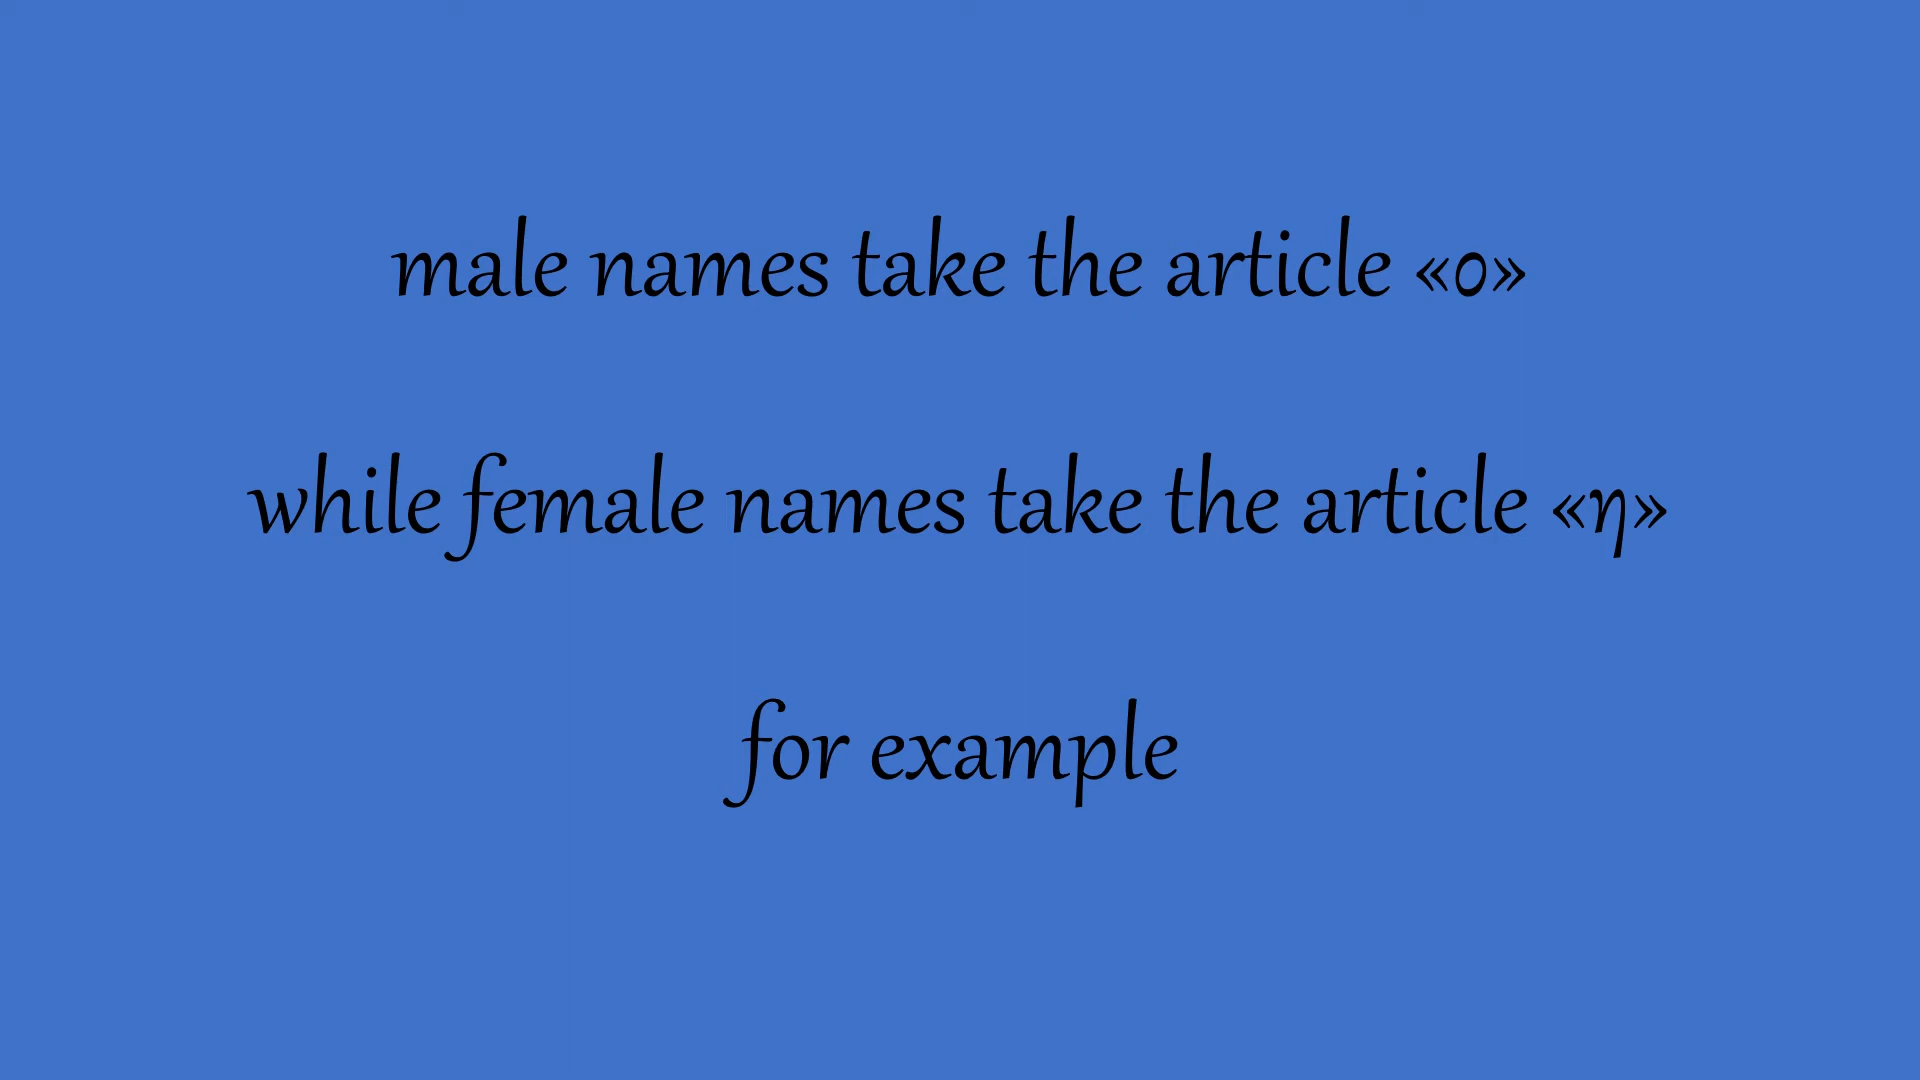 male names take the article «ο»
while female names take the article «η»
for example